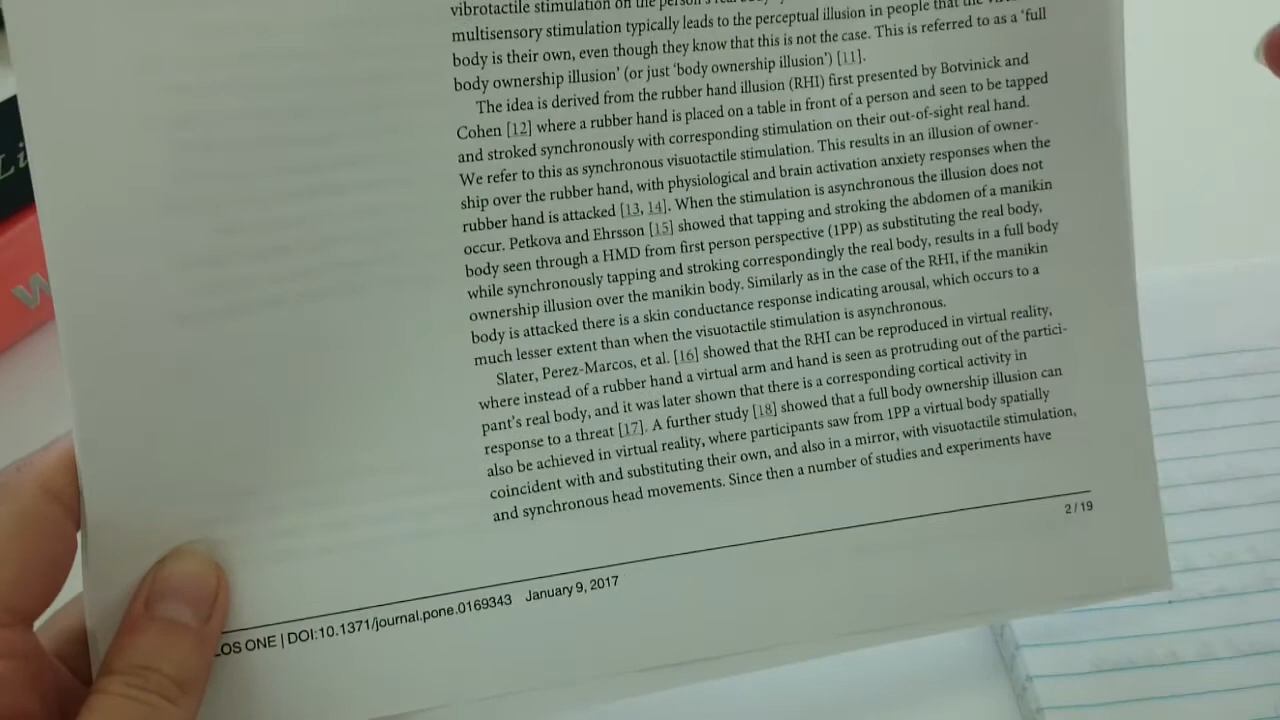 vibrotactile stimulation on the person's real body
multisensory stimulation typically leads to the perceptual illusion in people that the
body is their own, even though they know that this is not the case. This is referred to as a 'full
body ownership illusion' (or just 'body ownership illusion') [11].
The idea is derived from the rubber hand illusion (RHI) first presented by Botvinick and
Cohen [12] where a rubber hand is placed on a table in front of a person and seen to be tapped
and stroked synchronously with corresponding stimulation on their out-of-sight real hand.
We refer to this as synchronous visuotactile stimulation. This results in an illusion of owner-
ship over the rubber hand, with physiological and brain activation anxiety responses when the
rubber hand is attacked [13, 14]. When the stimulation is asynchronous the illusion does not
occur. Petkova and Ehrsson [15] showed that tapping and stroking the abdomen of a manikin
body seen through a HMD from first person perspective (1PP) as substituting the real body,
while synchronously tapping and stroking correspondingly the real body, results in a full body
ownership illusion over the manikin body. Similarly as in the case of the RHI, if the manikin
body is attacked there is a skin conductance response indicating arousal, which occurs to a
much lesser extent than when the visuotactile stimulation is asynchronous.
Slater, Perez-Marcos, et al. [16] showed that the RHI can be reproduced in virtual reality,
where instead of a rubber hand a virtual arm and hand is seen as protruding out of the partici-
pant's real body, and it was later shown that there is a corresponding cortical activity in
response to a threat [17]. A further study [18] showed that a full body ownership illusion can
also be achieved in virtual reality, where participants saw from 1PP a virtual body spatially
coincident with and substituting their own, and also in a mirror, with visuotactile stimulation,
and synchronous head movements. Since then a number of studies and experiments have
LOS ONE | DOI:10.1371/journal.pone.0169343 January 9, 2017
2 / 19
Li
W